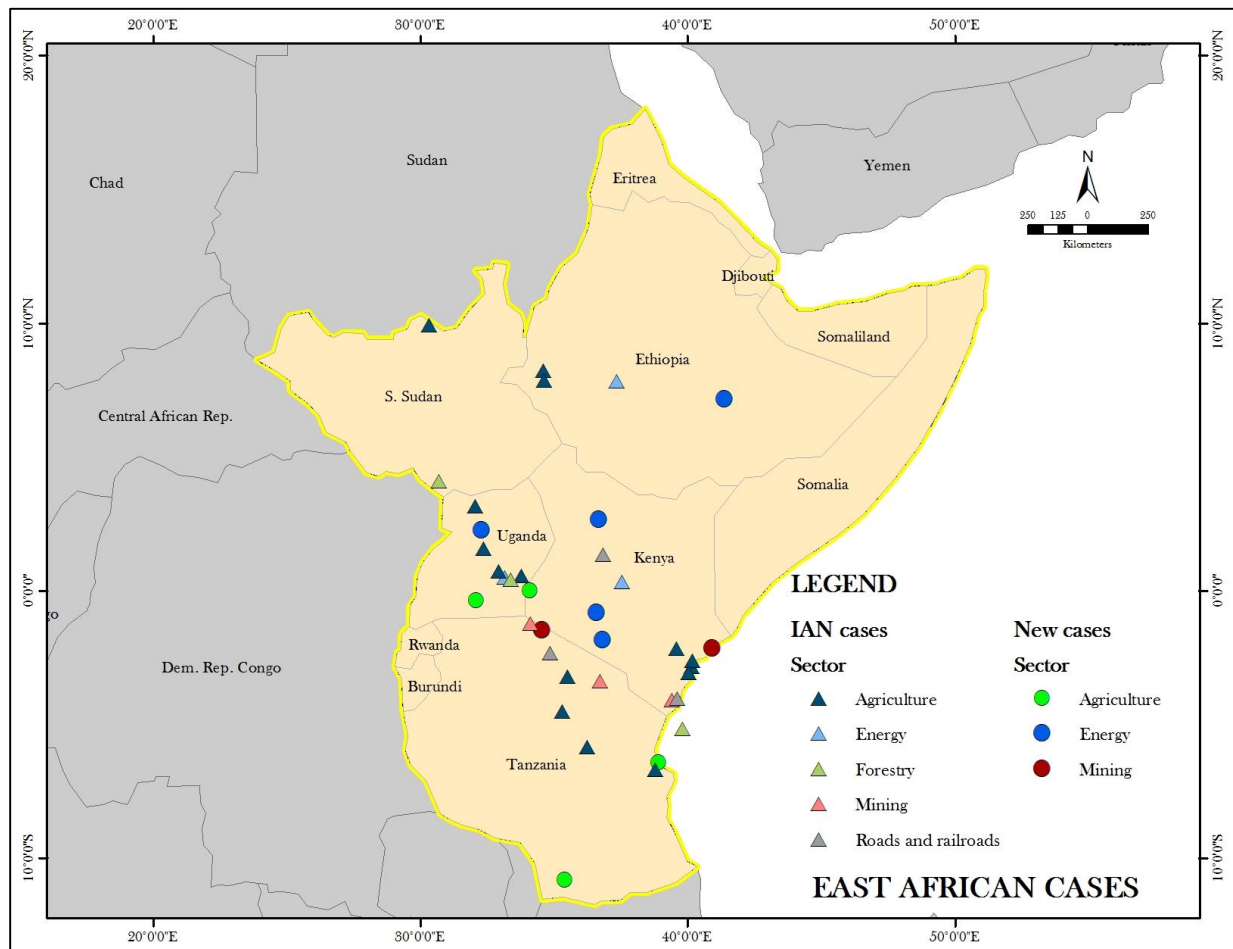 20°0'0"E 30°0'0"E 40°0'0"E 50°0'0"E
20°0'0"N 20°0'0"N
Sudan
Chad
Yemen
Eritrea
N
250 125 0 250
Kilometers
Djibouti
10°0'0"N 10°0'0"N
Somaliland
Ethiopia
S. Sudan
Central African Rep.
Somalia
Uganda
Kenya
0°0'0" 0°0'0"
LEGEND
IAN cases New cases
Sector Sector
Rwanda
Dem. Rep. Congo
Burundi
Agriculture Agriculture
Energy Energy
Tanzania
Forestry Mining
Mining
Roads and railroads
10°0'0"S 10°0'0"S
EAST AFRICAN CASES
20°0'0"E 30°0'0"E 40°0'0"E 50°0'0"E